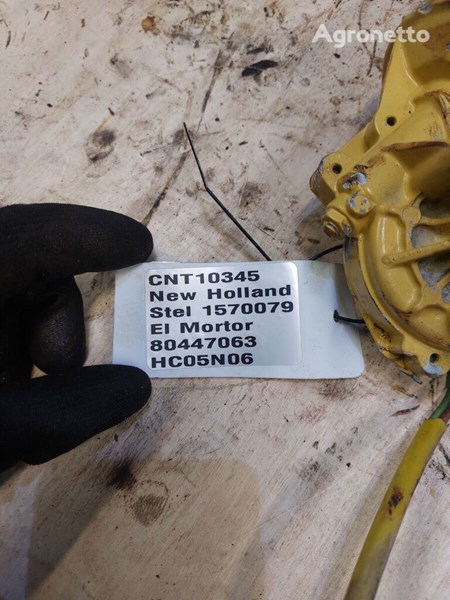 Agronetto
CNT10345
New Holland
Stel 1570079
El Mortor
80447063
HC05N06